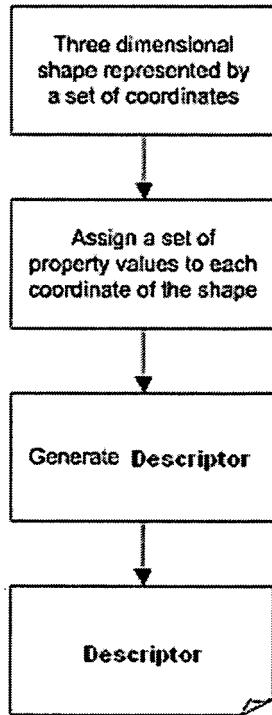 Three dimensional
shape represented by
a set of coordinates
Assign a set of
property values to each
coordinate of the shape
Generate Descriptor
Descriptor